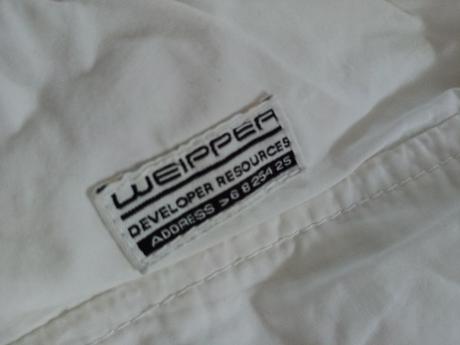 WEIPPER
DEVELOPER RESOURCES
ADDRESS >6 8 254 25